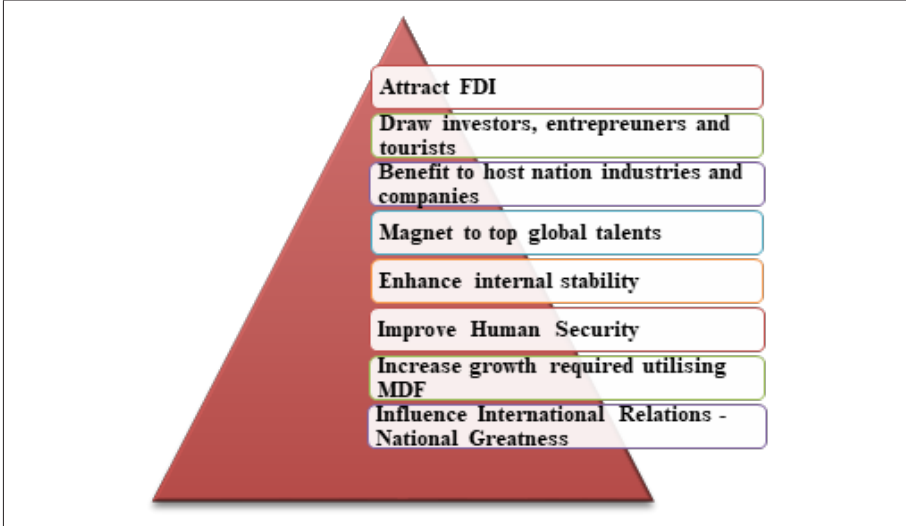 Attract FDI
Draw investors, entrepreuners and
tourists
Benefit to host nation industries and
companies
Magnet to top global talents
Enhance internal stability
Improve Human Security
Increase growth required utilising
MDF
Influence International Relations -
National Greatness